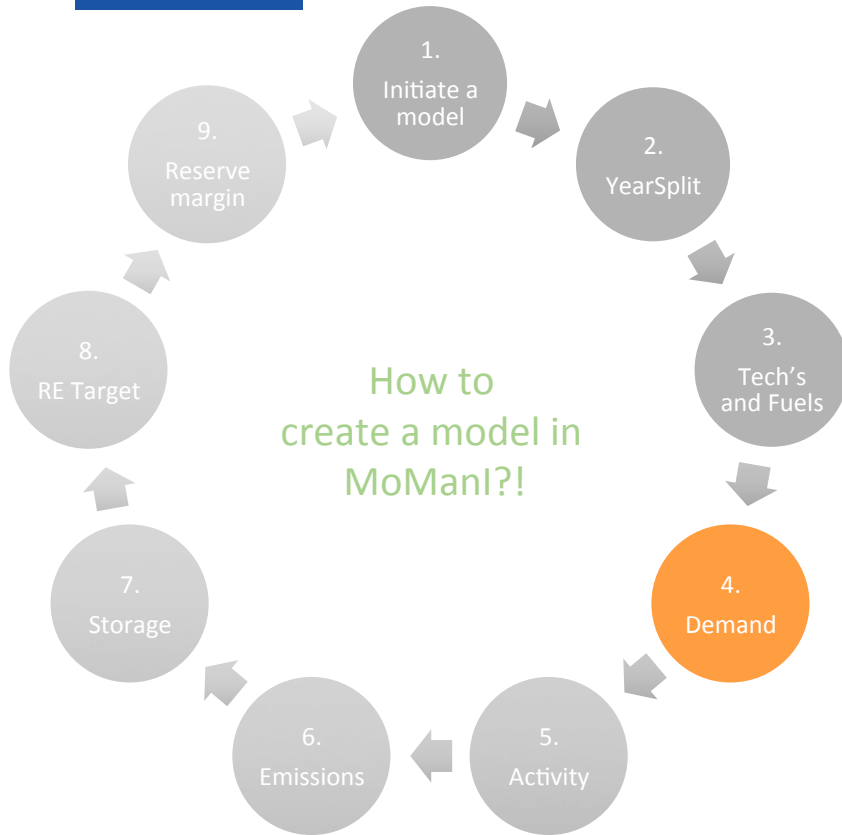 1.
Initiate a
model
2.
YearSplit
3.
Tech's
and Fuels
4.
Demand
5.
Activity
6.
Emissions
7.
Storage
8.
RE Target
9.
Reserve
margin
How to
create a model in
MoManI?!